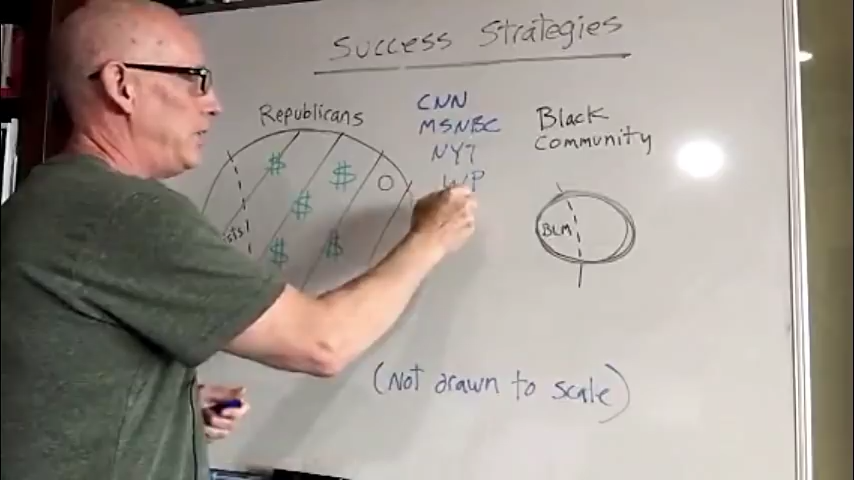 Success Strategies
Republicans
CNN
MSNBC
NYT
WP
Black
Community
$
$
$
$
$
O
BLM
(Not drawn to scale)